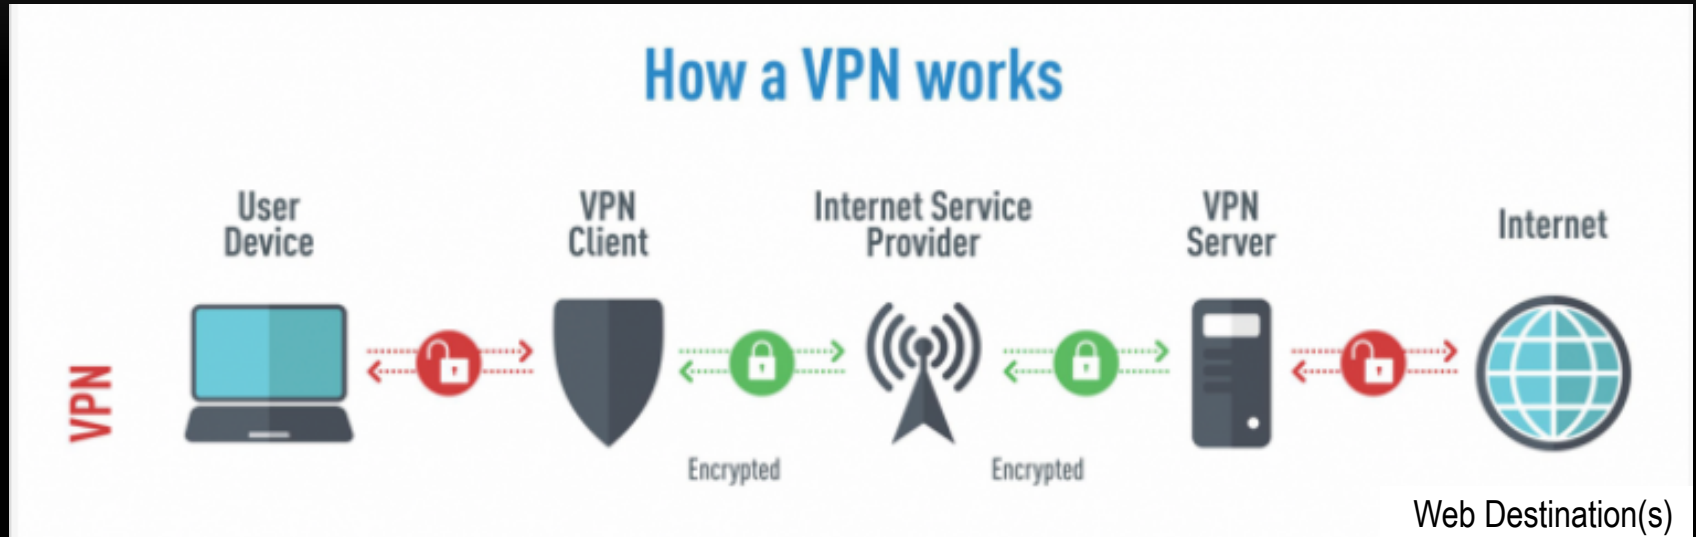 How a VPN works
User
Device
VPN
Client
Internet Service
Provider
VPN
Server
Internet
VPN
Encrypted
Encrypted
Web Destination(s)